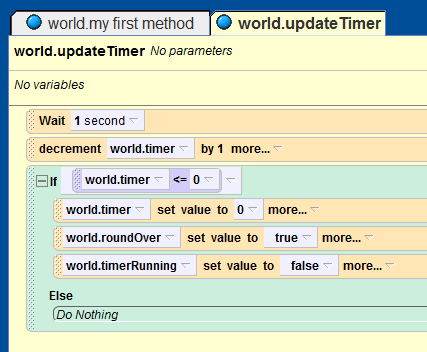 world.my first method world.updateTimer
world.updateTimer No parameters
No variables
Wait 1 second
decrement world.timer by 1 more...
If world.timer <= 0
world.timer set value to 0 more...
world.roundOver set value to true more...
world.timerRunning set value to false more...
Else
Do Nothing